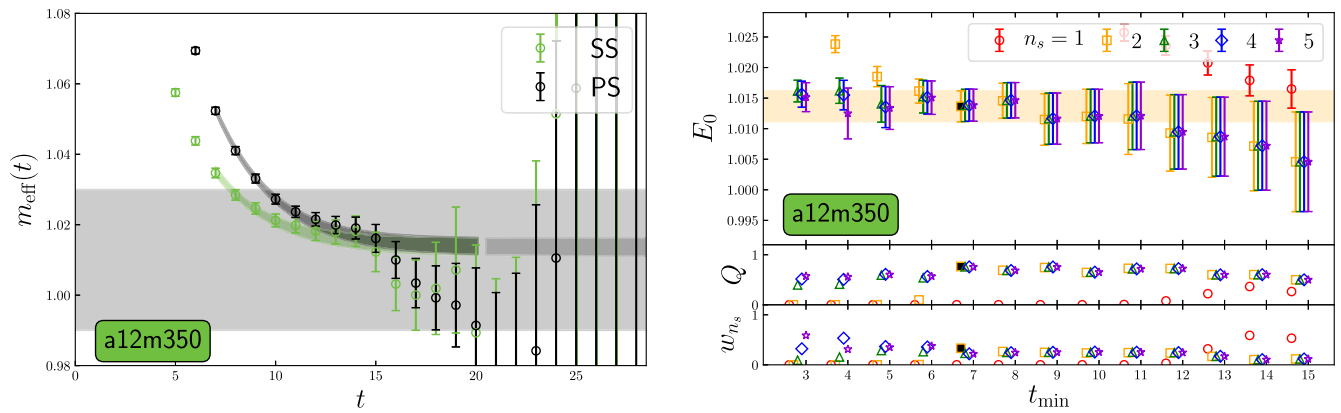 1.08
1.06
1.04
1.02
1.00
0.98
m_eff(t)
SS
PS
a12m350
0 5 10 15 20 25
t
n_s = 1 2 3 4 5
1.025
1.020
1.015
1.010
1.005
1.000
0.995
E_0
a12m350
1
0
Q
1
0
w_{n_s}
3 4 5 6 7 8 9 10 11 12 13 14 15
t_min